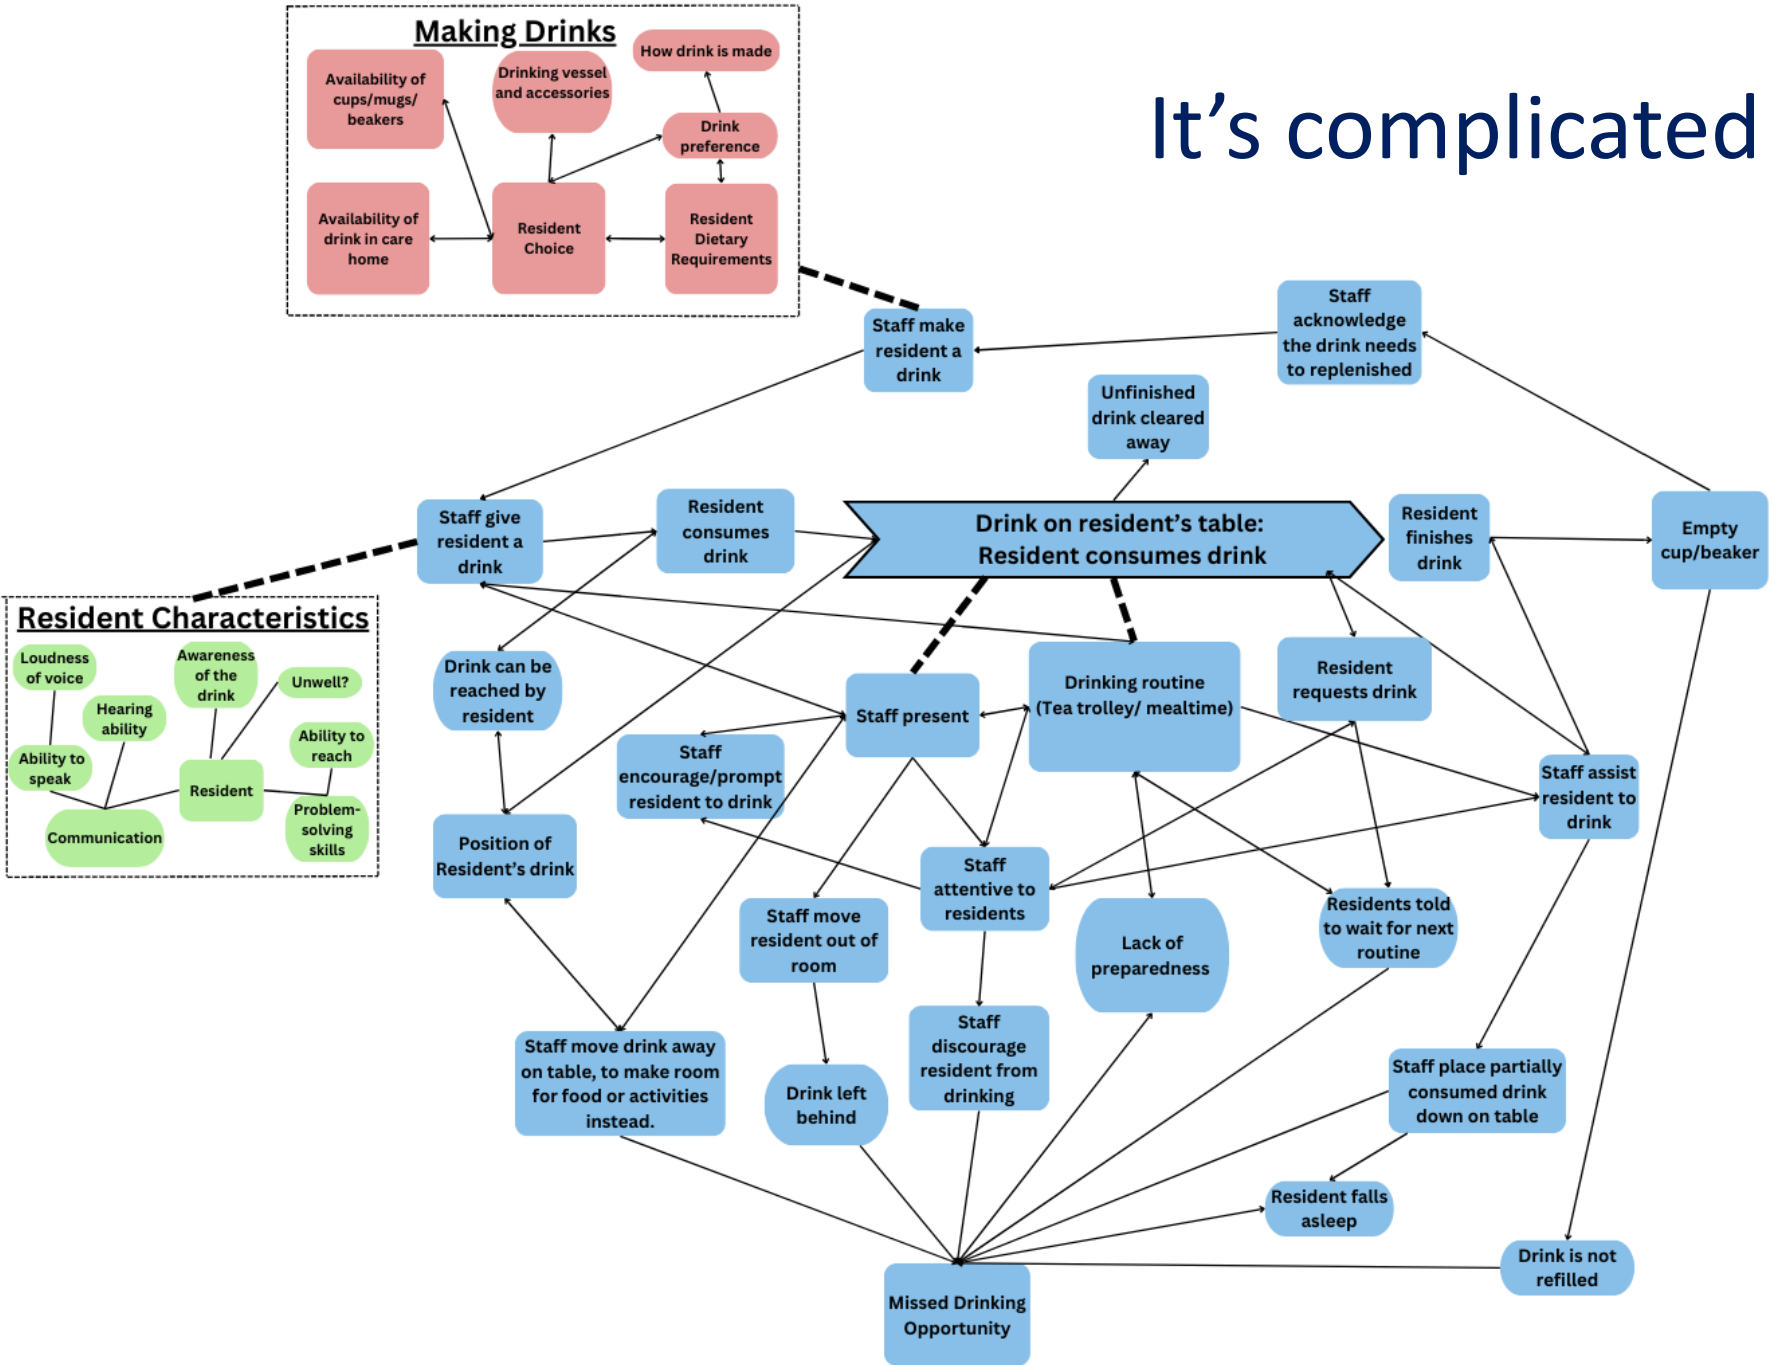 Making Drinks
Availability of
cups/mugs/
beakers
Drinking vessel
and accessories
How drink is made
Drink
preference
Availability of
drink in care
home
Resident
Choice
Resident
Dietary
Requirements
It's complicated
Staff make
resident a
drink
Staff
acknowledge
the drink needs
to replenished
Unfinished
drink cleared
away
Staff give
resident a
drink
Resident
consumes
drink
Drink on resident's table:
Resident consumes drink
Resident
finishes
drink
Empty
cup/beaker
Resident Characteristics
Loudness
of voice
Awareness
of the
drink
Unwell?
Hearing
ability
Ability to
reach
Ability to
speak
Resident
Communication
Problem-
solving
skills
Drink can be
reached by
resident
Staff present
Drinking routine
(Tea trolley/ mealtime)
Resident
requests drink
Staff
encourage/prompt
resident to drink
Staff assist
resident to
drink
Position of
Resident's drink
Staff
attentive to
residents
Staff move
resident out of
room
Lack of
preparedness
Residents told
to wait for next
routine
Staff move drink away
on table, to make room
for food or activities
instead.
Drink left
behind
Staff
discourage
resident from
drinking
Staff place partially
consumed drink
down on table
Resident falls
asleep
Drink is not
refilled
Missed Drinking
Opportunity